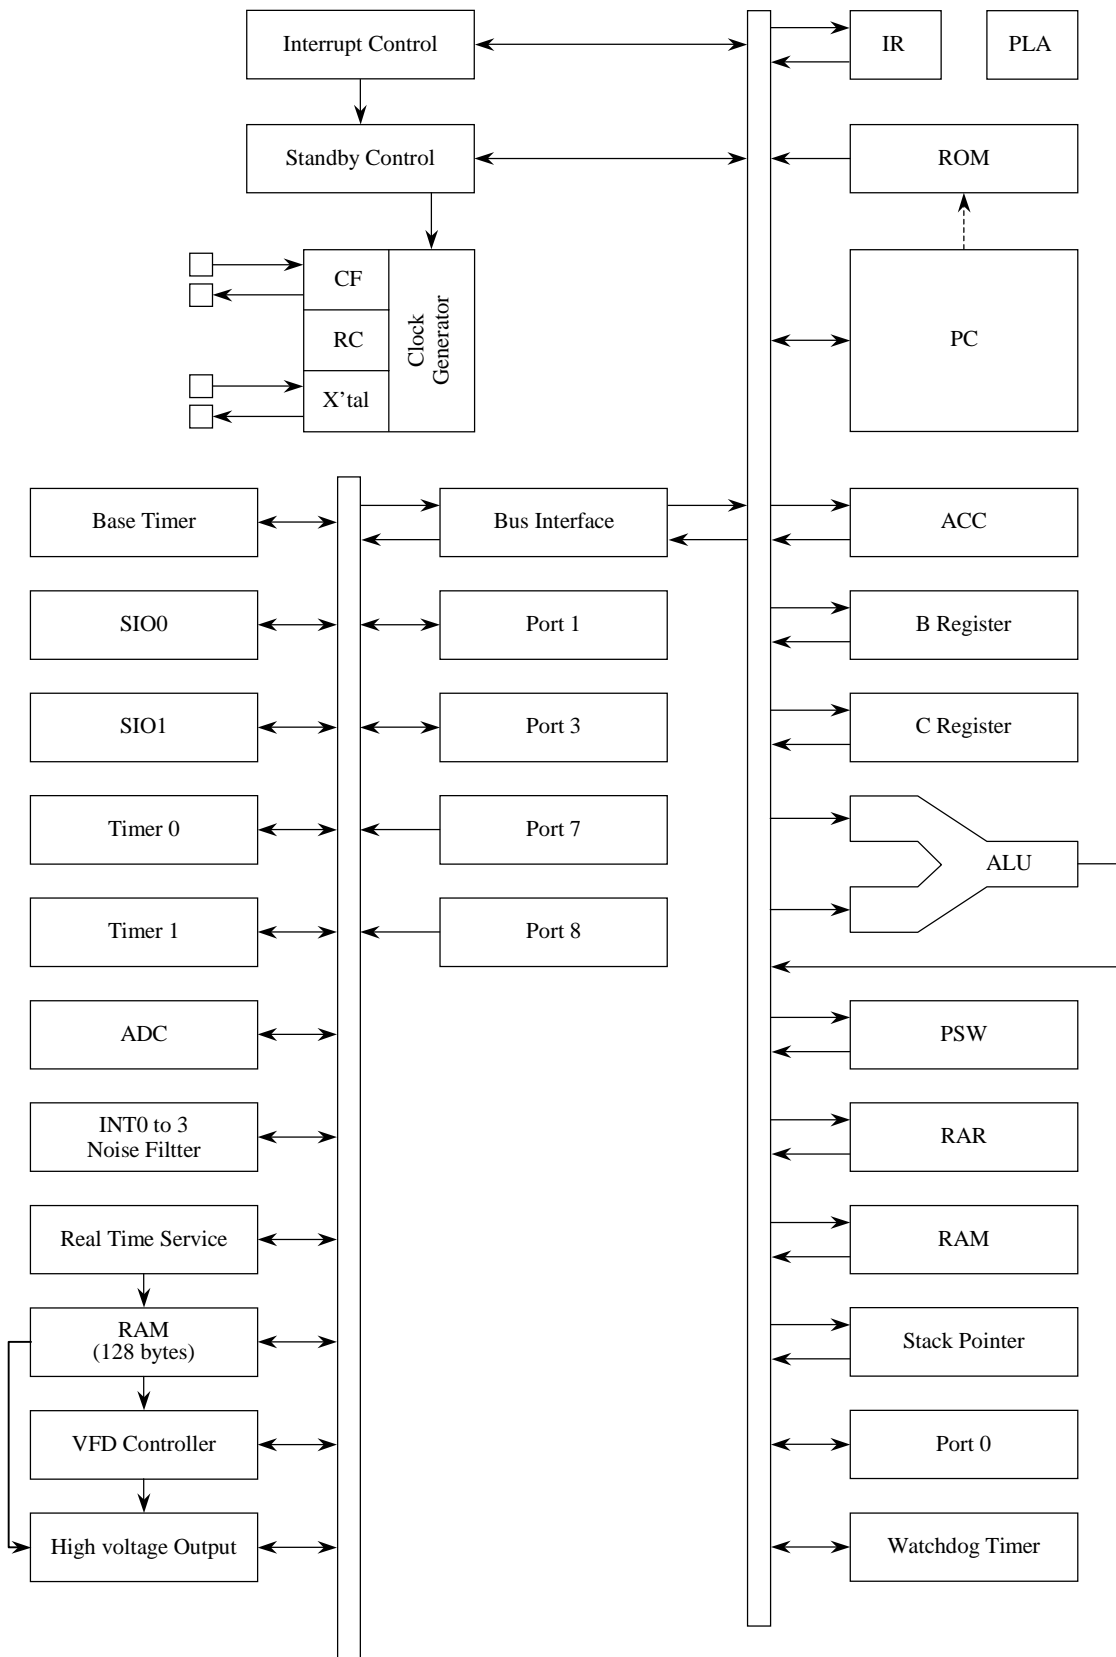 Interrupt Control
IR
PLA
Standby Control
ROM
CF
RC
X'tal
Clock
Generator
PC
Base Timer
Bus Interface
ACC
SIO0
Port 1
B Register
SIO1
Port 3
C Register
Timer 0
Port 7
ALU
Timer 1
Port 8
ADC
PSW
INT0 to 3
Noise Filtter
RAR
Real Time Service
RAM
RAM
(128 bytes)
Stack Pointer
VFD Controller
Port 0
High voltage Output
Watchdog Timer